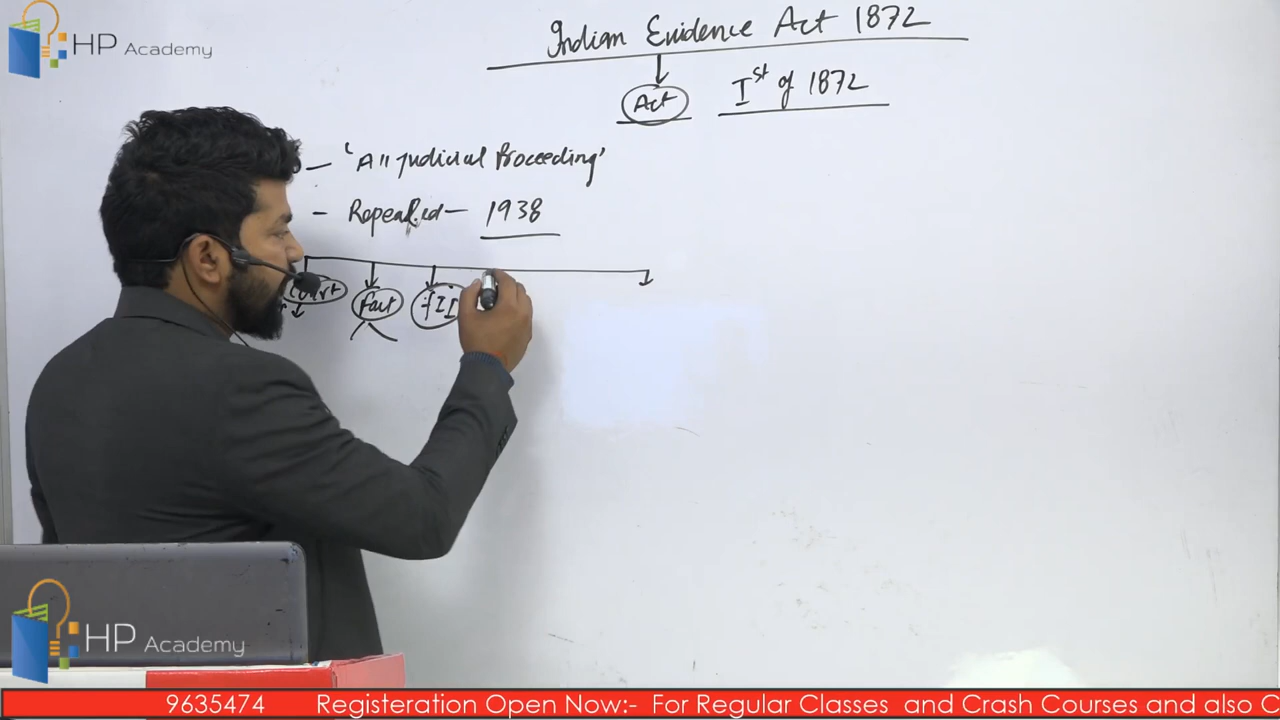 HP Academy
Indian Evidence Act 1872
Act Ist of 1872
- 'All Judicial Proceeding'
- Repealed - 1938
Court Fact
HP Academy
9635474 Registeration Open Now:- For Regular Classes and Crash Courses and also C